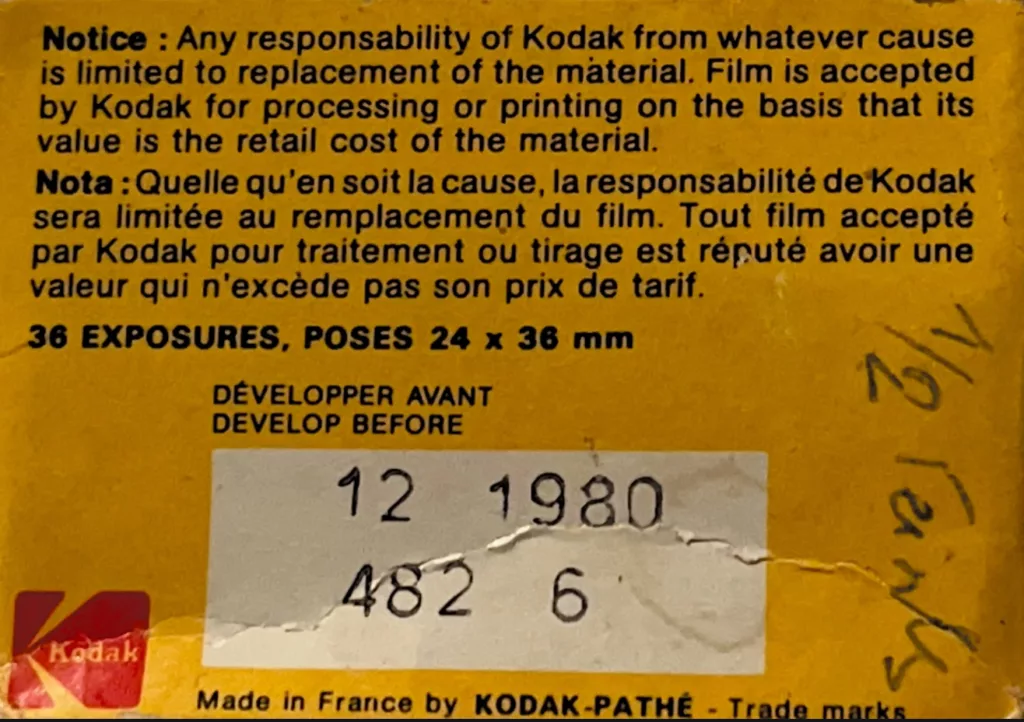 Notice : Any responsability of Kodak from whatever cause
is limited to replacement of the material. Film is accepted
by Kodak for processing or printing on the basis that its
value is the retail cost of the material.
Nota : Quelle qu'en soit la cause, la responsabilité de Kodak
sera limitée au remplacement du film. Tout film accepté
par Kodak pour traitement ou tirage est réputé avoir une
valeur qui n'excède pas son prix de tarif.
36 EXPOSURES, POSES 24 x 36 mm
DÉVELOPPER AVANT
DEVELOP BEFORE
12 1980
482 6
Kodak
Made in France by KODAK-PATHÉ - Trade marks